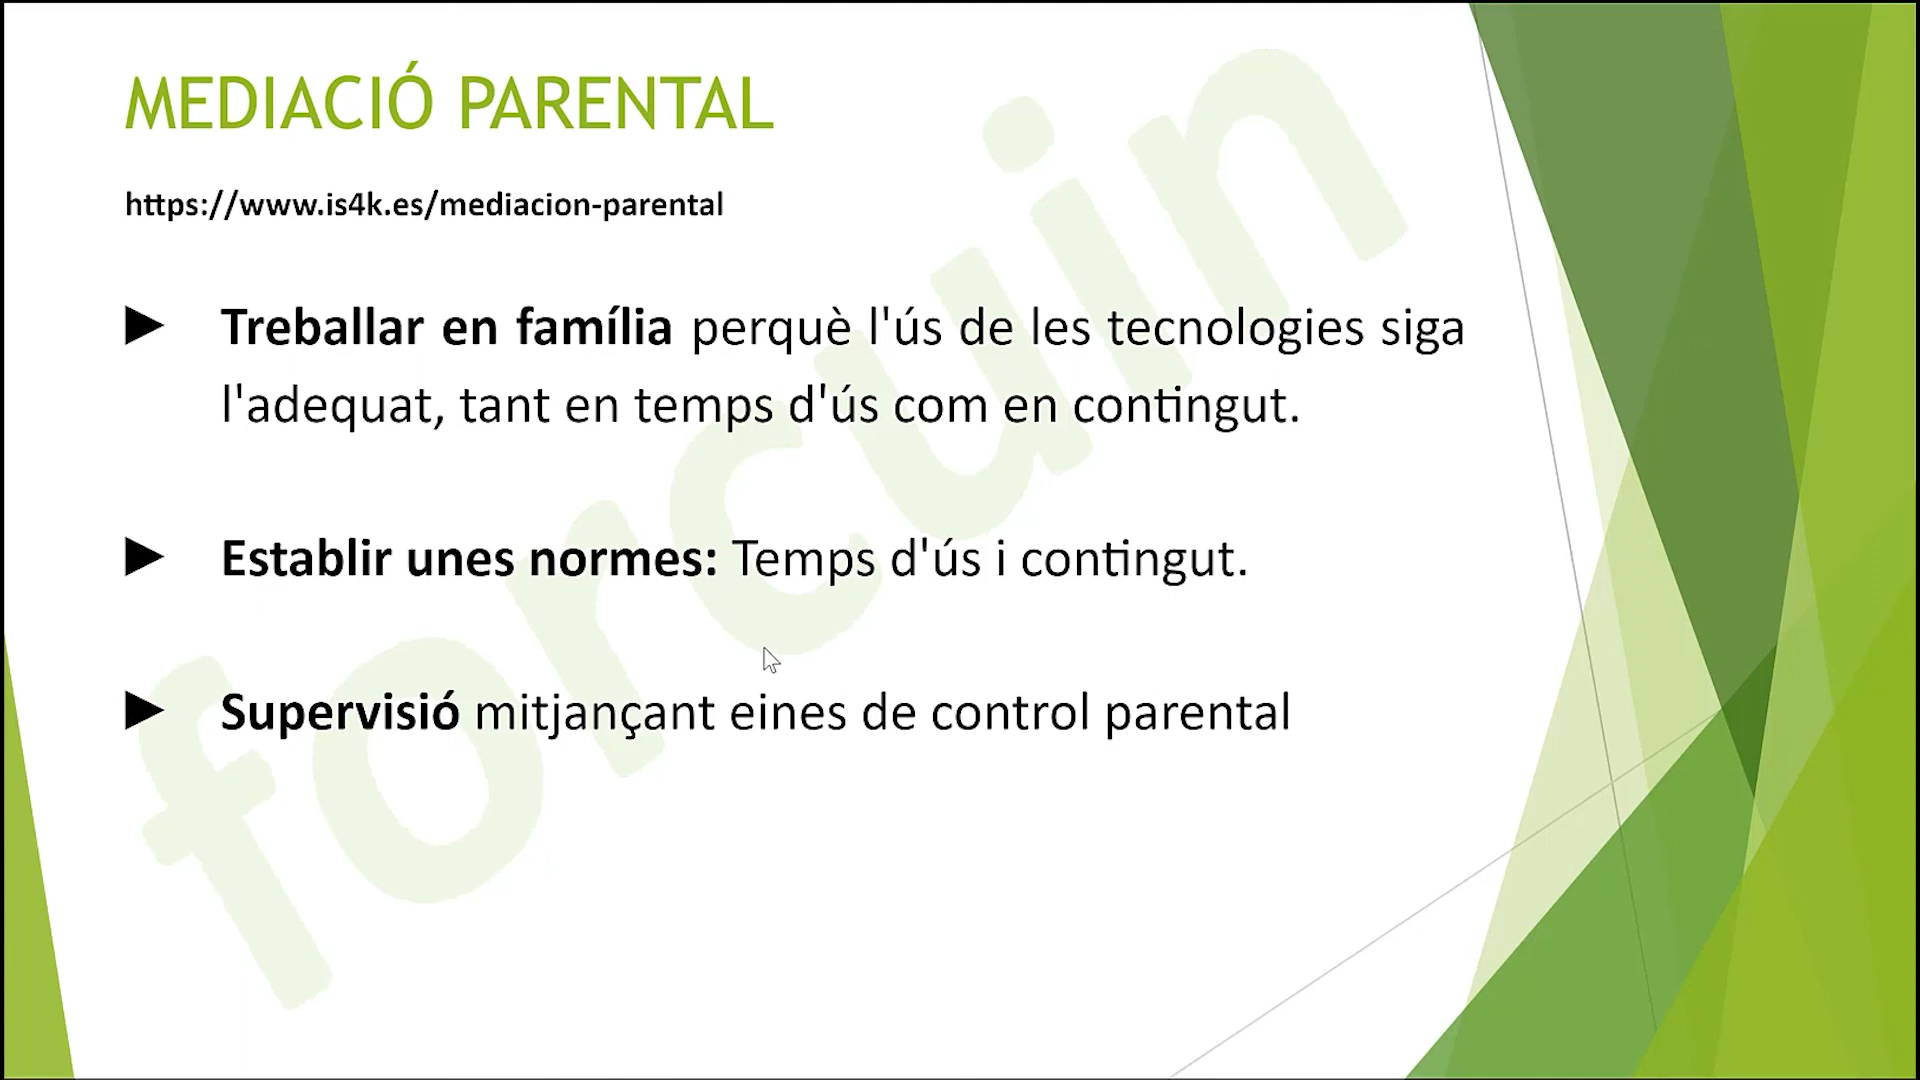 MEDIACIÓ PARENTAL
https://www.is4k.es/mediacion-parental
Treballar en família perquè l'ús de les tecnologies siga
l'adequat, tant en temps d'ús com en contingut.
Establir unes normes: Temps d'ús i contingut.
Supervisió mitjançant eines de control parental
forcuin